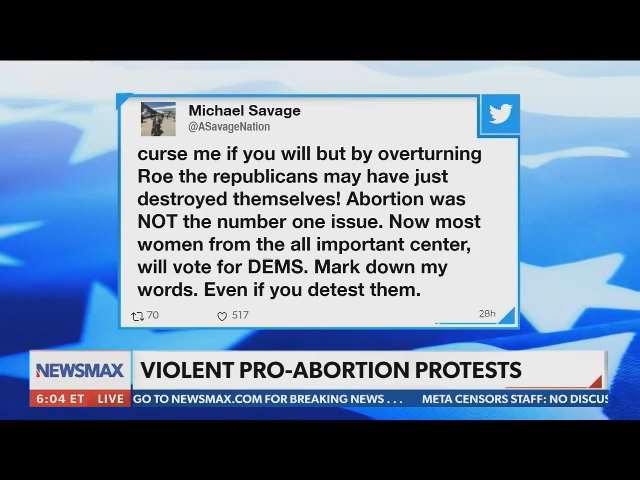 Michael Savage
@ASavageNation
curse me if you will but by overturning
Roe the republicans may have just
destroyed themselves! Abortion was
NOT the number one issue. Now most
women from the all important center,
will vote for DEMS. Mark down my
words. Even if you detest them.
70 517 28h
NEWSMAX VIOLENT PRO-ABORTION PROTESTS
6:04 ET LIVE GO TO NEWSMAX.COM FOR BREAKING NEWS . . . META CENSORS STAFF: NO DISCUS